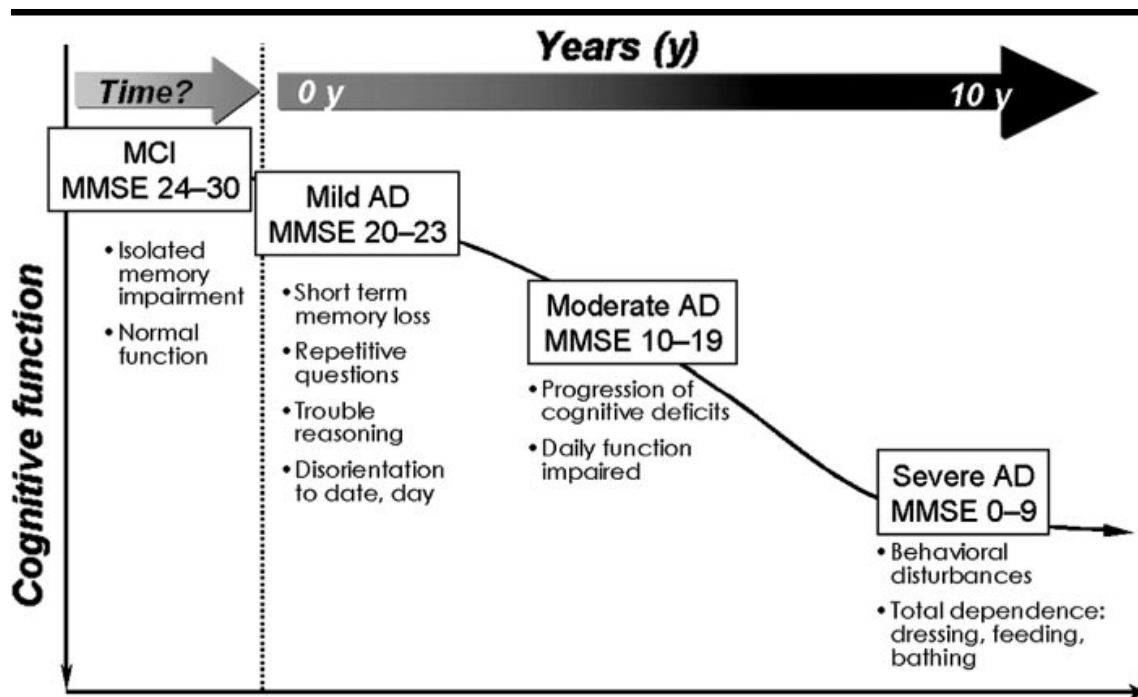 Years (y)
Time?
0 y
10 y
Cognitive function
MCI
MMSE 24–30
• Isolated
memory
impairment
• Normal
function
Mild AD
MMSE 20–23
• Short term
memory loss
• Repetitive
questions
• Trouble
reasoning
• Disorientation
to date, day
Moderate AD
MMSE 10–19
• Progression of
cognitive deficits
• Daily function
impaired
Severe AD
MMSE 0–9
• Behavioral
disturbances
• Total dependence:
dressing, feeding,
bathing